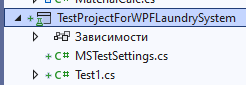 TestProjectForWPFLaundrySystem
Зависимости
MSTestSettings.cs
Test1.cs